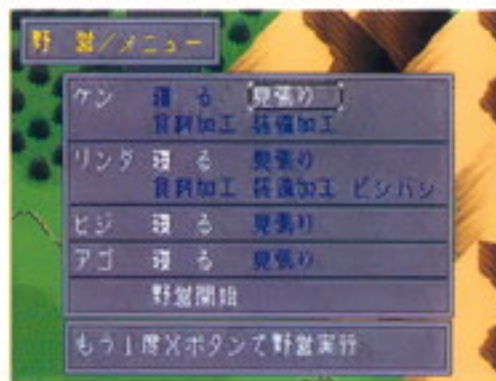 野 営/メニュー
ケン 寝 る 見張り
食料加工 装備加工
リンダ 寝 る 見張り
食料加工 装備加工 ビシバシ
ヒジ 寝 る 見張り
アゴ 寝 る 見張り
野営開始
もう1度Xボタンで野営実行